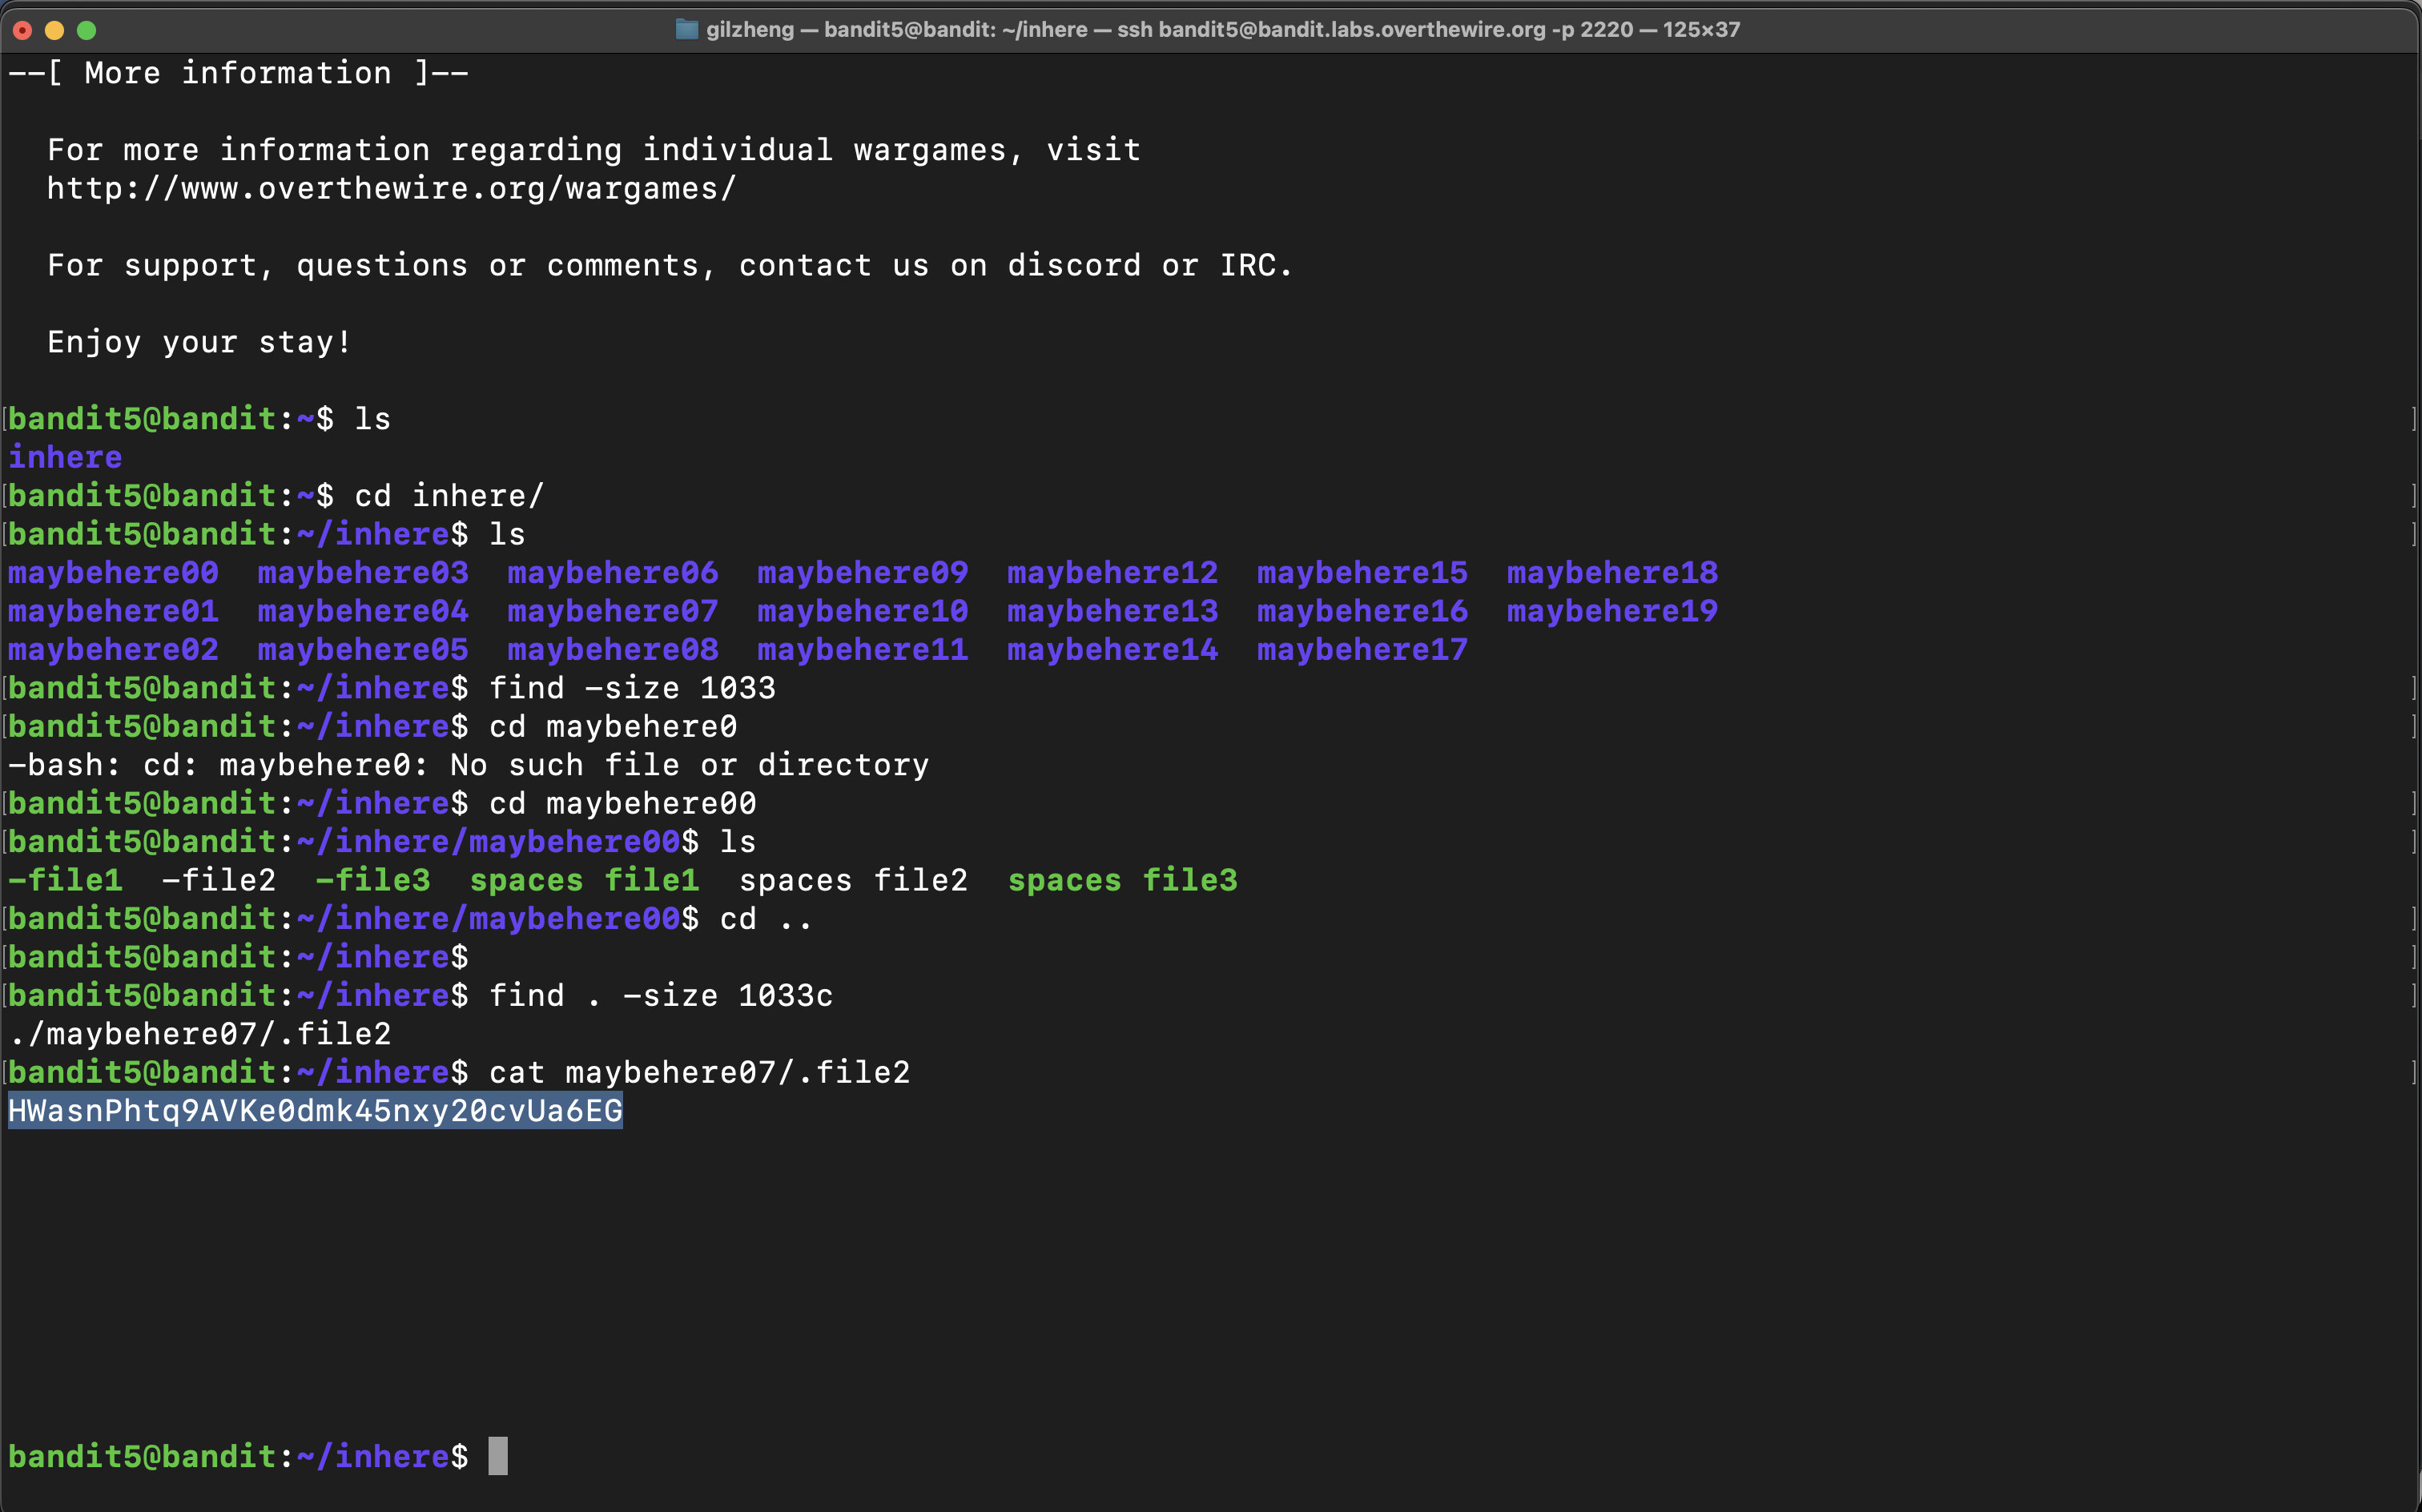 gilzheng — bandit5@bandit: ~/inhere — ssh bandit5@bandit.labs.overthewire.org -p 2220 — 125×37
--[ More information ]--
For more information regarding individual wargames, visit
http://www.overthewire.org/wargames/
For support, questions or comments, contact us on discord or IRC.
Enjoy your stay!
[bandit5@bandit:~$ ls ]
inhere
[bandit5@bandit:~$ cd inhere/ ]
[bandit5@bandit:~/inhere$ ls ]
maybehere00  maybehere03  maybehere06  maybehere09  maybehere12  maybehere15  maybehere18
maybehere01  maybehere04  maybehere07  maybehere10  maybehere13  maybehere16  maybehere19
maybehere02  maybehere05  maybehere08  maybehere11  maybehere14  maybehere17
[bandit5@bandit:~/inhere$ find -size 1033 ]
[bandit5@bandit:~/inhere$ cd maybehere0 ]
-bash: cd: maybehere0: No such file or directory
[bandit5@bandit:~/inhere$ cd maybehere00 ]
[bandit5@bandit:~/inhere/maybehere00$ ls ]
-file1  -file2  -file3  spaces file1  spaces file2  spaces file3
[bandit5@bandit:~/inhere/maybehere00$ cd .. ]
[bandit5@bandit:~/inhere$ ]
[bandit5@bandit:~/inhere$ find . -size 1033c ]
./maybehere07/.file2
[bandit5@bandit:~/inhere$ cat maybehere07/.file2 ]
HWasnPhtq9AVKe0dmk45nxy20cvUa6EG
bandit5@bandit:~/inhere$